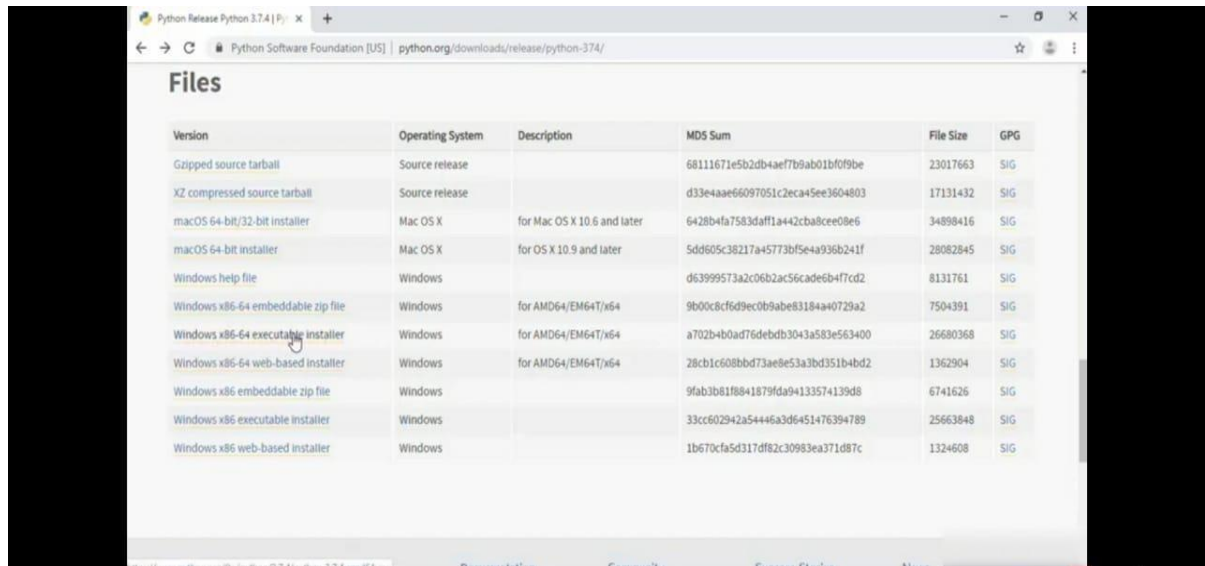 Python Release Python 3.7.4 | Py
Python Software Foundation [US] | python.org/downloads/release/python-374/
Files
Version Operating System Description MD5 Sum File Size GPG
Gzipped source tarball Source release 68111671e5b2db4aef7b9ab01bf0f9be 23017663 SIG
XZ compressed source tarball Source release d33e4aae66097051c2eca45ee3604803 17131432 SIG
macOS 64-bit/32-bit installer Mac OS X for Mac OS X 10.6 and later 6428b4fa7583daff1a442cba8cee08e6 34898416 SIG
macOS 64-bit installer Mac OS X for OS X 10.9 and later 5dd605c38217a45773bf5e4a936b241f 28082845 SIG
Windows help file Windows d63999573a2c06b2ac56cade6b4f7cd2 8131761 SIG
Windows x86-64 embeddable zip file Windows for AMD64/EM64T/x64 9b00c8cf6d9ec0b9abe83184a40729a2 7504391 SIG
Windows x86-64 executable installer Windows for AMD64/EM64T/x64 a702b4b0ad76debdb3043a583e563400 26680368 SIG
Windows x86-64 web-based installer Windows for AMD64/EM64T/x64 28cb1c608bbd73ae8e53a3bd351b4bd2 1362904 SIG
Windows x86 embeddable zip file Windows 9fab3b81f8841879fda94133574139d8 6741626 SIG
Windows x86 executable installer Windows 33cc602942a54446a3d6451476394789 25663848 SIG
Windows x86 web-based installer Windows 1b670cfa5d317df82c30983ea371d87c 1324608 SIG